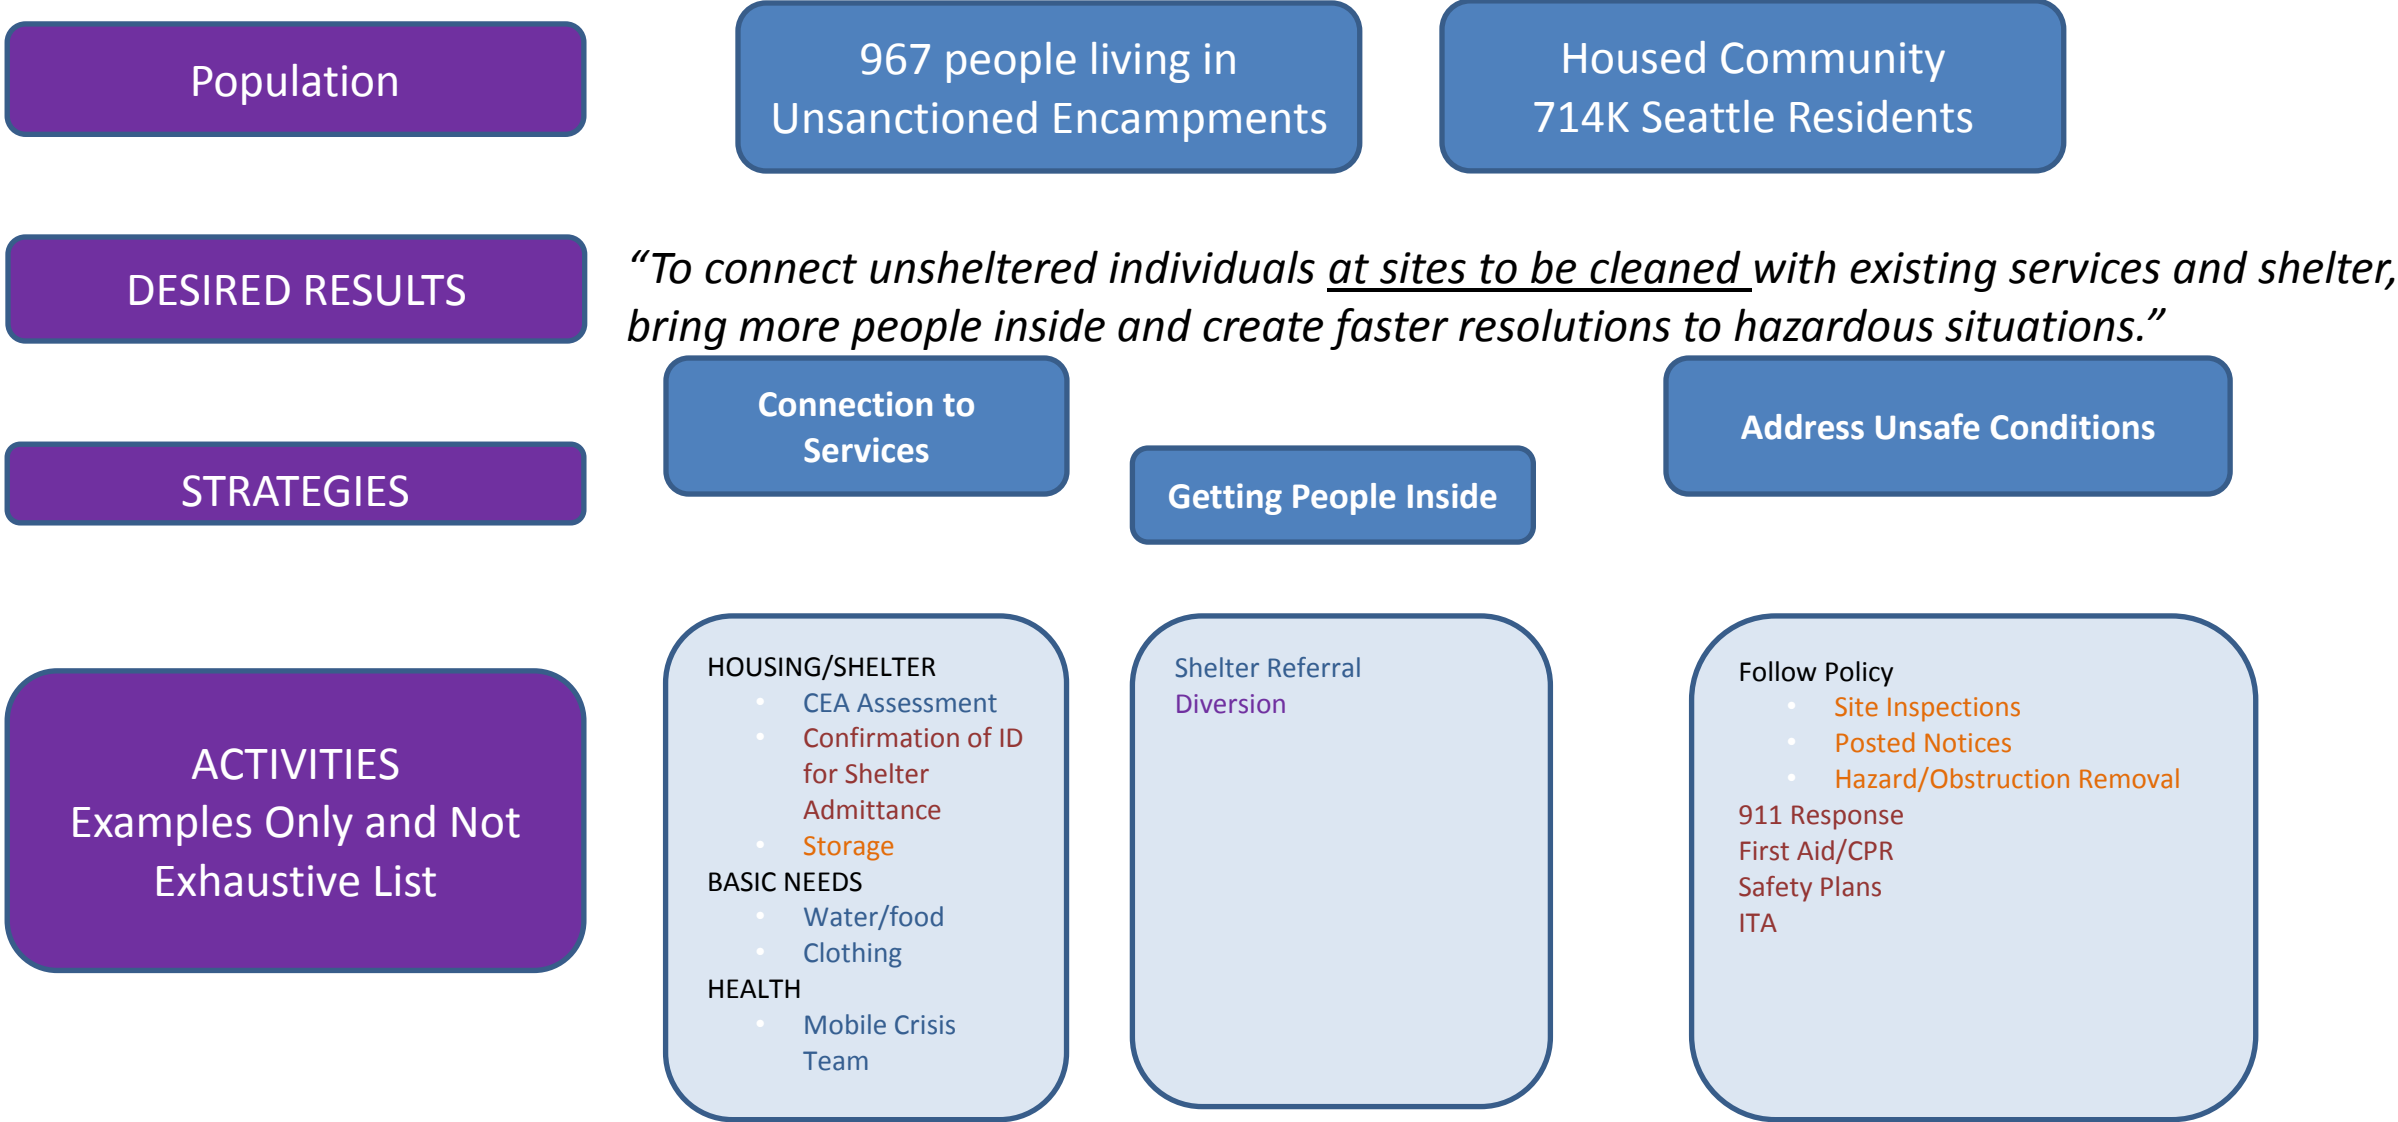 Population
967 people living in
Unsanctioned Encampments
Housed Community
714K Seattle Residents
DESIRED RESULTS
“To connect unsheltered individuals at sites to be cleaned with existing services and shelter,
bring more people inside and create faster resolutions to hazardous situations.”
STRATEGIES
Connection to
Services
Getting People Inside
Address Unsafe Conditions
ACTIVITIES
Examples Only and Not
Exhaustive List
HOUSING/SHELTER
• CEA Assessment
• Confirmation of ID
for Shelter
Admittance
• Storage
BASIC NEEDS
• Water/food
• Clothing
HEALTH
• Mobile Crisis
Team
Shelter Referral
Diversion
Follow Policy
• Site Inspections
• Posted Notices
• Hazard/Obstruction Removal
911 Response
First Aid/CPR
Safety Plans
ITA